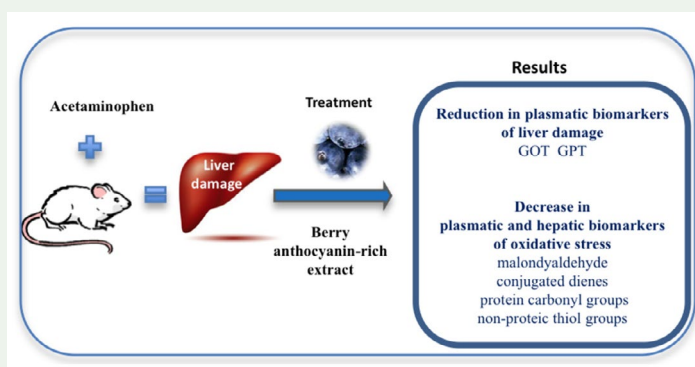 Acetaminophen
Liver
damage
Treatment
Berry
anthocyanin-rich
extract
Results
Reduction in plasmatic biomarkers
of liver damage
GOT GPT
Decrease in
plasmatic and hepatic biomarkers
of oxidative stress
malondyaldehyde
conjugated dienes
protein carbonyl groups
non-proteic thiol groups